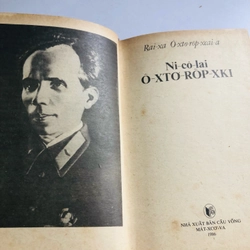 Rai-xa Ô-xtơ-rốp-xcai-a
Ni-cô-lai
Ô-XTƠ-RỐP-XKI
NHÀ XUẤT BẢN CẦU VỒNG
MÁT-XCƠ-VA